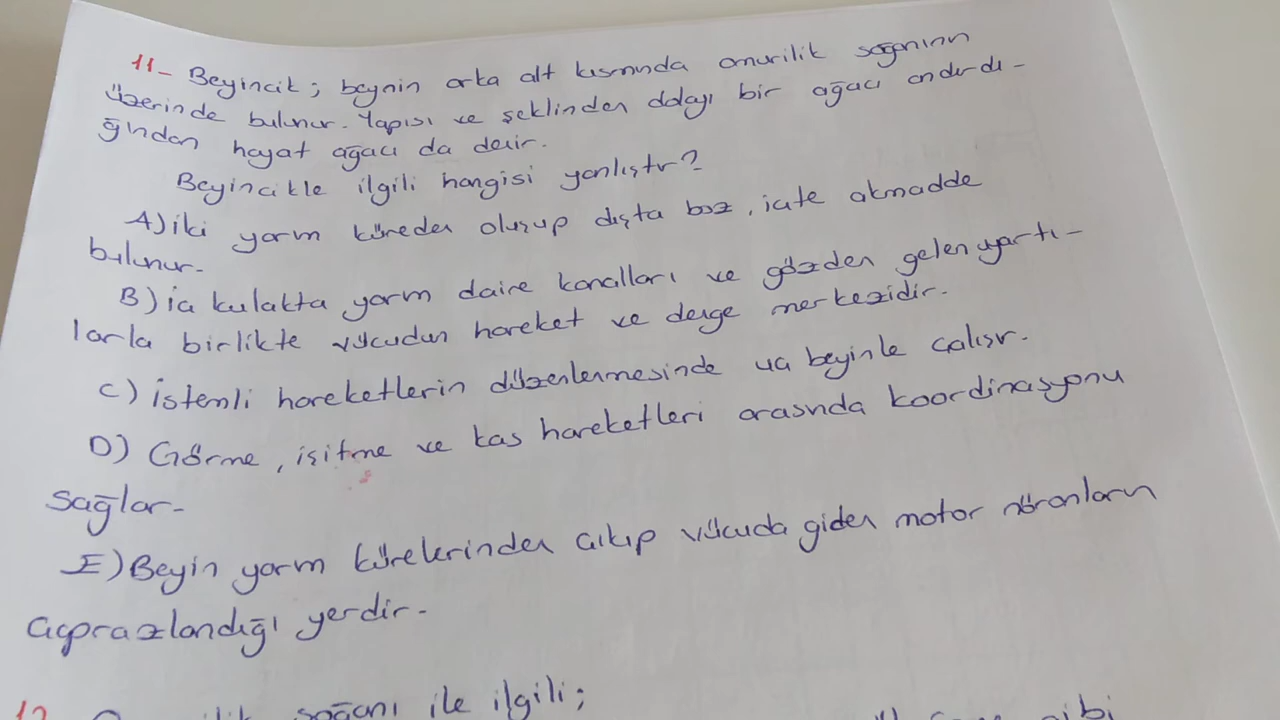 11- Beyincik; beynin arka alt kısmında omurilik soğanının
üzerinde bulunur. Yapısı ve şeklinden dolayı bir ağacı andırdı-
ğından hayat ağacı da denir.
Beyincikle ilgili hangisi yanlıştır?
A) iki yarım küreden oluşup dışta boz, içte akmadde
bulunur.
B) iç kulakta yarım daire kanalları ve gözden gelen uyartı-
larla birlikte vücudun hareket ve denge merkezidir.
C) İstemli hareketlerin düzenlenmesinde uç beyinle çalışır.
D) Görme, işitme ve kas hareketleri arasında koordinasyonu
sağlar.
E) Beyin yarım kürelerinden çıkıp vücuda giden motor nöronların
çaprazlandığı yerdir.
12 soğanı ile ilgili;
gibi